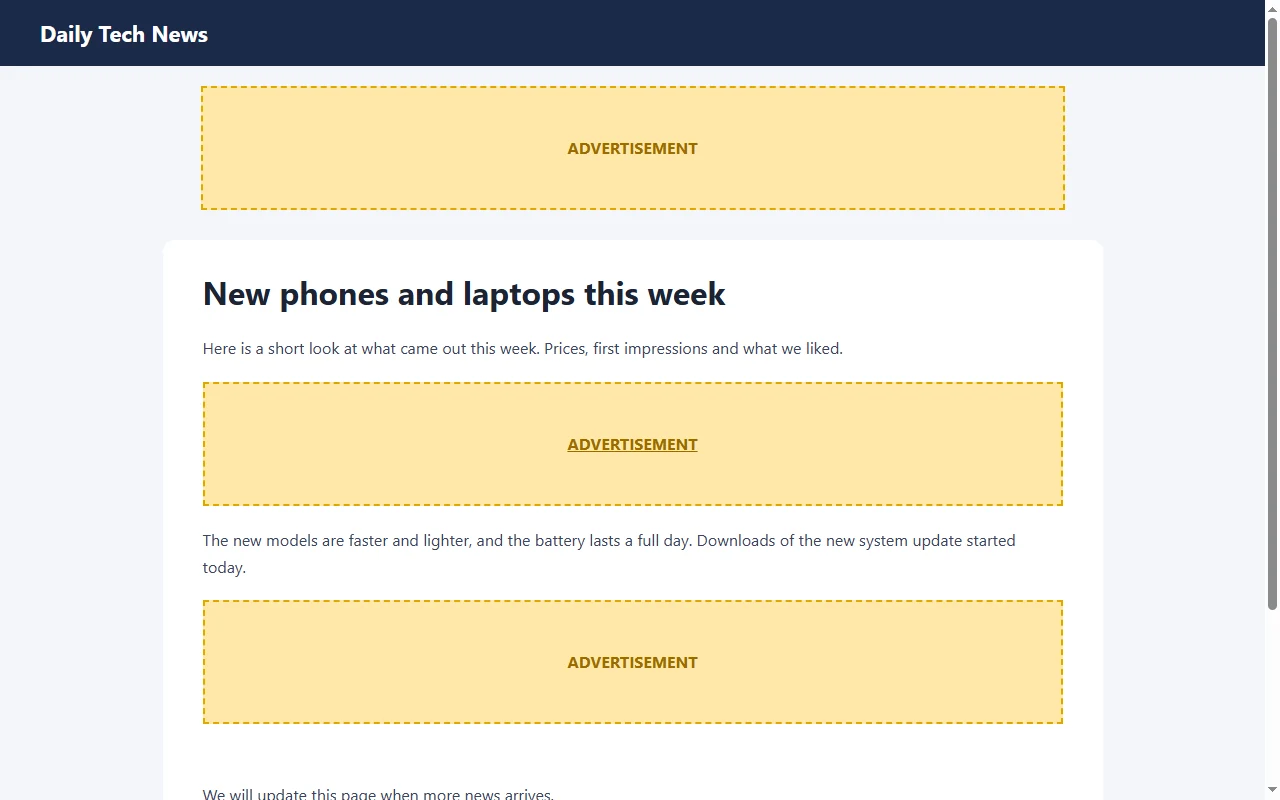 Daily Tech News
ADVERTISEMENT
New phones and laptops this week
Here is a short look at what came out this week. Prices, first impressions and what we liked.
ADVERTISEMENT
The new models are faster and lighter, and the battery lasts a full day. Downloads of the new system update started
today.
ADVERTISEMENT
We will update this page when more news arrives.